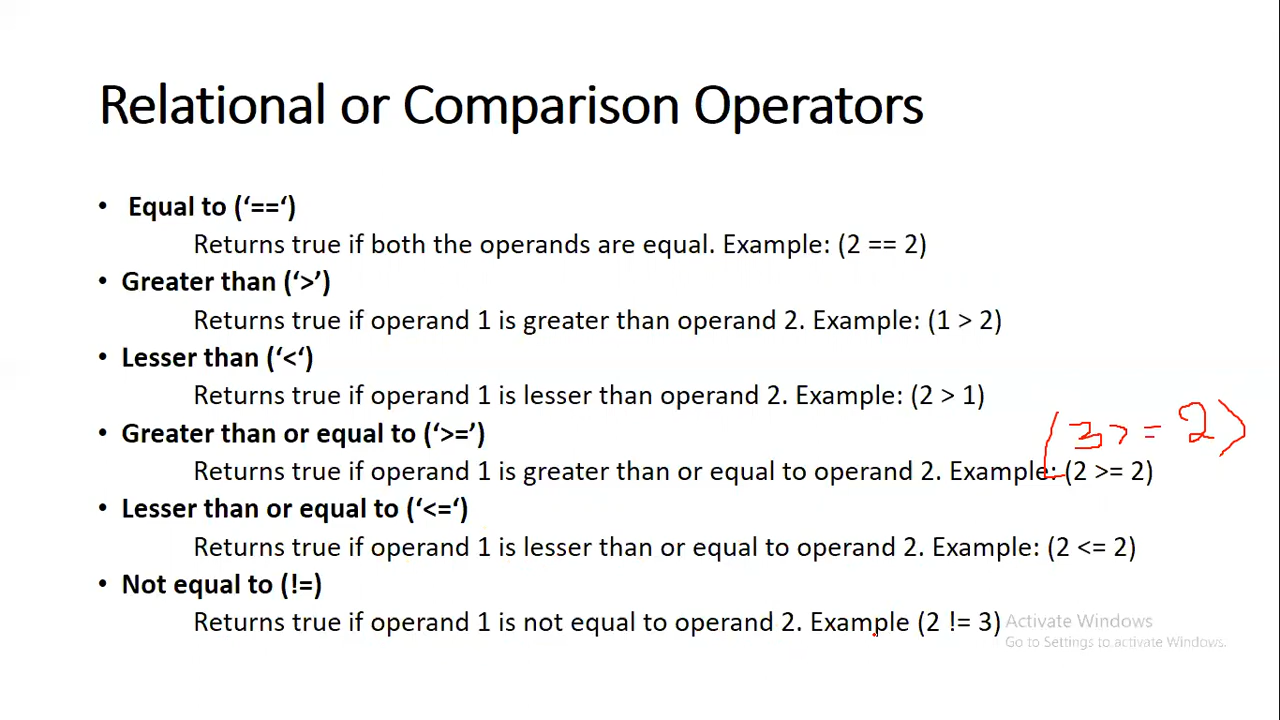 Relational or Comparison Operators
• Equal to (‘==‘)
Returns true if both the operands are equal. Example: (2 == 2)
• Greater than (‘>’)
Returns true if operand 1 is greater than operand 2. Example: (1 > 2)
• Lesser than (‘<‘)
Returns true if operand 1 is lesser than operand 2. Example: (2 > 1)
• Greater than or equal to (‘>=’)
(3 >= 2)
Returns true if operand 1 is greater than or equal to operand 2. Example: (2 >= 2)
• Lesser than or equal to (‘<=‘)
Returns true if operand 1 is lesser than or equal to operand 2. Example: (2 <= 2)
• Not equal to (!=)
Returns true if operand 1 is not equal to operand 2. Example (2 != 3)
Activate Windows
Go to Settings to activate Windows.